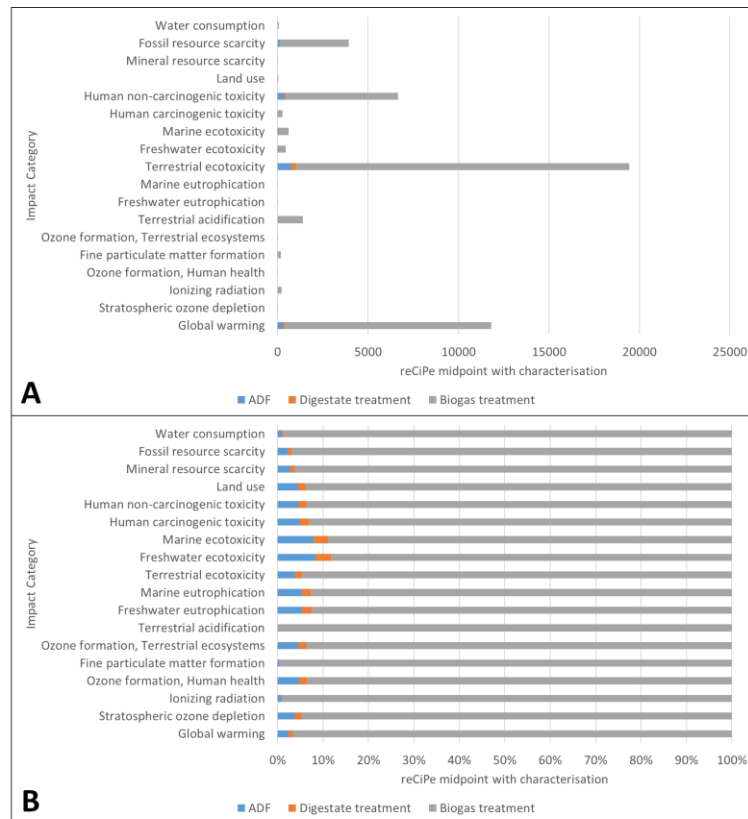 Water consumption
Fossil resource scarcity
Mineral resource scarcity
Land use
Human non-carcinogenic toxicity
Human carcinogenic toxicity
Marine ecotoxicity
Freshwater ecotoxicity
Terrestrial ecotoxicity
Marine eutrophication
Freshwater eutrophication
Terrestrial acidification
Ozone formation, Terrestrial ecosystems
Fine particulate matter formation
Ozone formation, Human health
Ionizing radiation
Stratospheric ozone depletion
Global warming
Impact Category
0 5000 10000 15000 20000 25000
reCiPe midpoint with characterisation
A
ADF Digestate treatment Biogas treatment
Water consumption
Fossil resource scarcity
Mineral resource scarcity
Land use
Human non-carcinogenic toxicity
Human carcinogenic toxicity
Marine ecotoxicity
Freshwater ecotoxicity
Terrestrial ecotoxicity
Marine eutrophication
Freshwater eutrophication
Terrestrial acidification
Ozone formation, Terrestrial ecosystems
Fine particulate matter formation
Ozone formation, Human health
Ionizing radiation
Stratospheric ozone depletion
Global warming
Impact Category
0% 10% 20% 30% 40% 50% 60% 70% 80% 90% 100%
reCiPe midpoint with characterisation
B
ADF Digestate treatment Biogas treatment